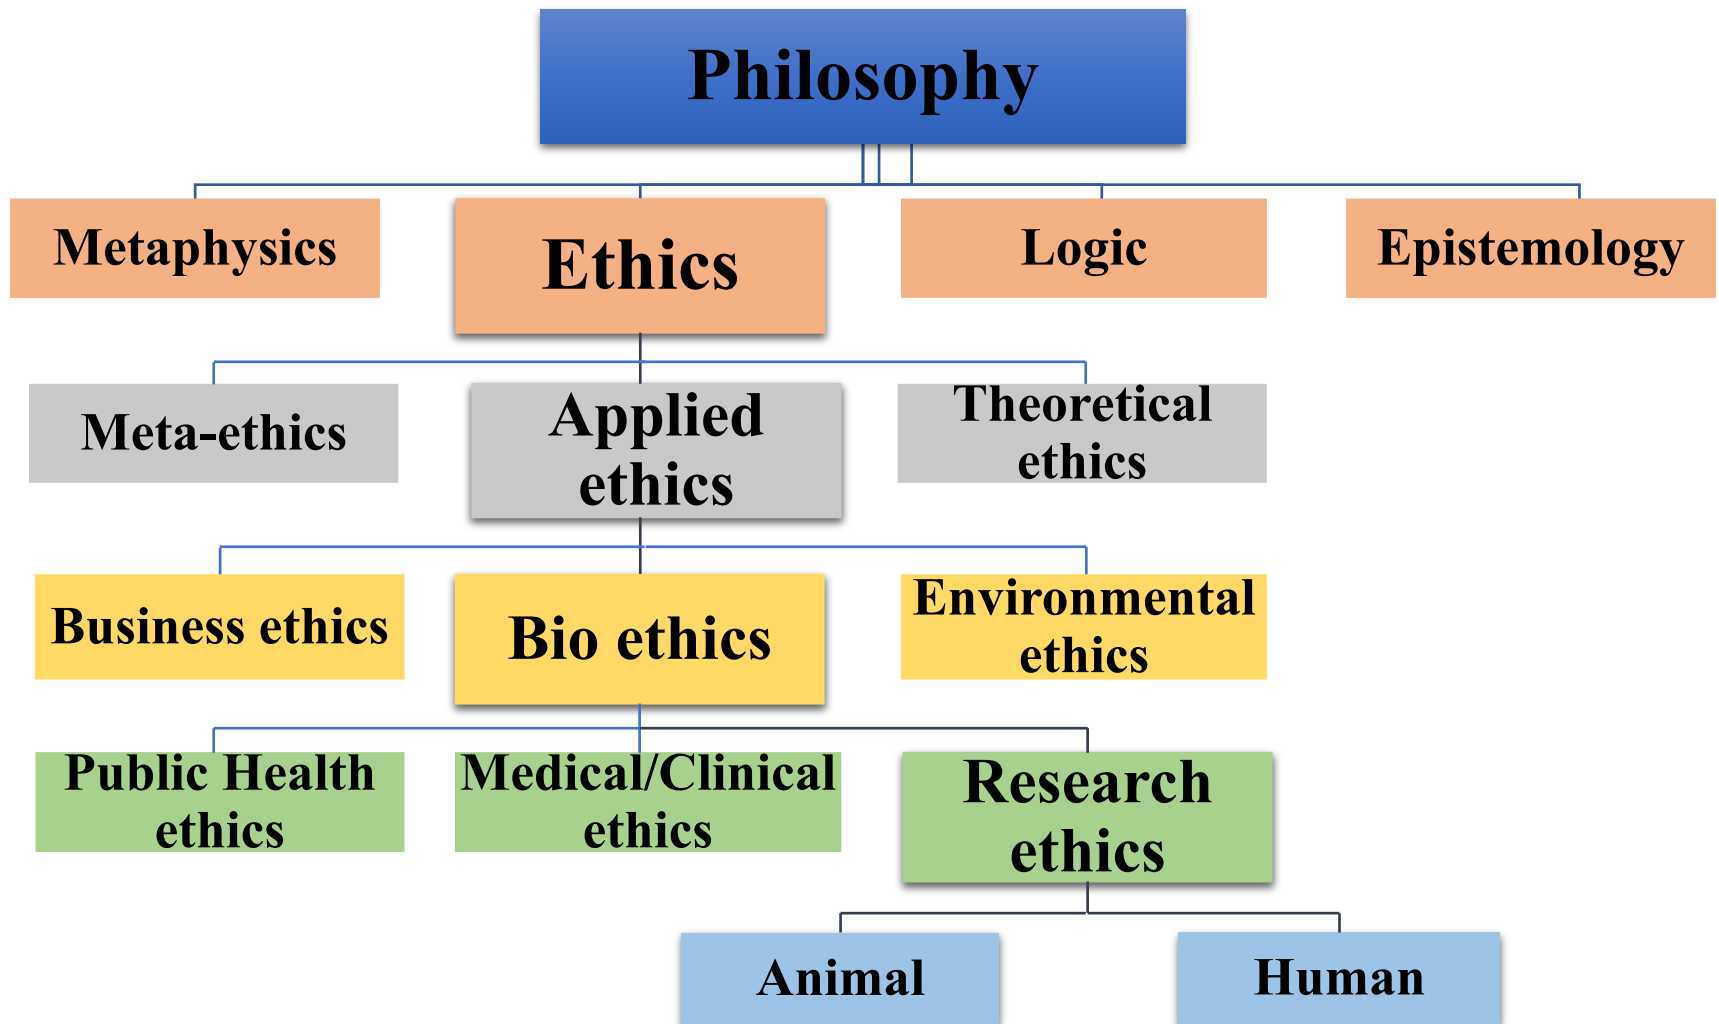 Philosophy
Metaphysics
Ethics
Logic
Epistemology
Meta-ethics
Applied
ethics
Theoretical
ethics
Business ethics
Bio ethics
Environmental
ethics
Public Health
ethics
Medical/Clinical
ethics
Research
ethics
Animal
Human